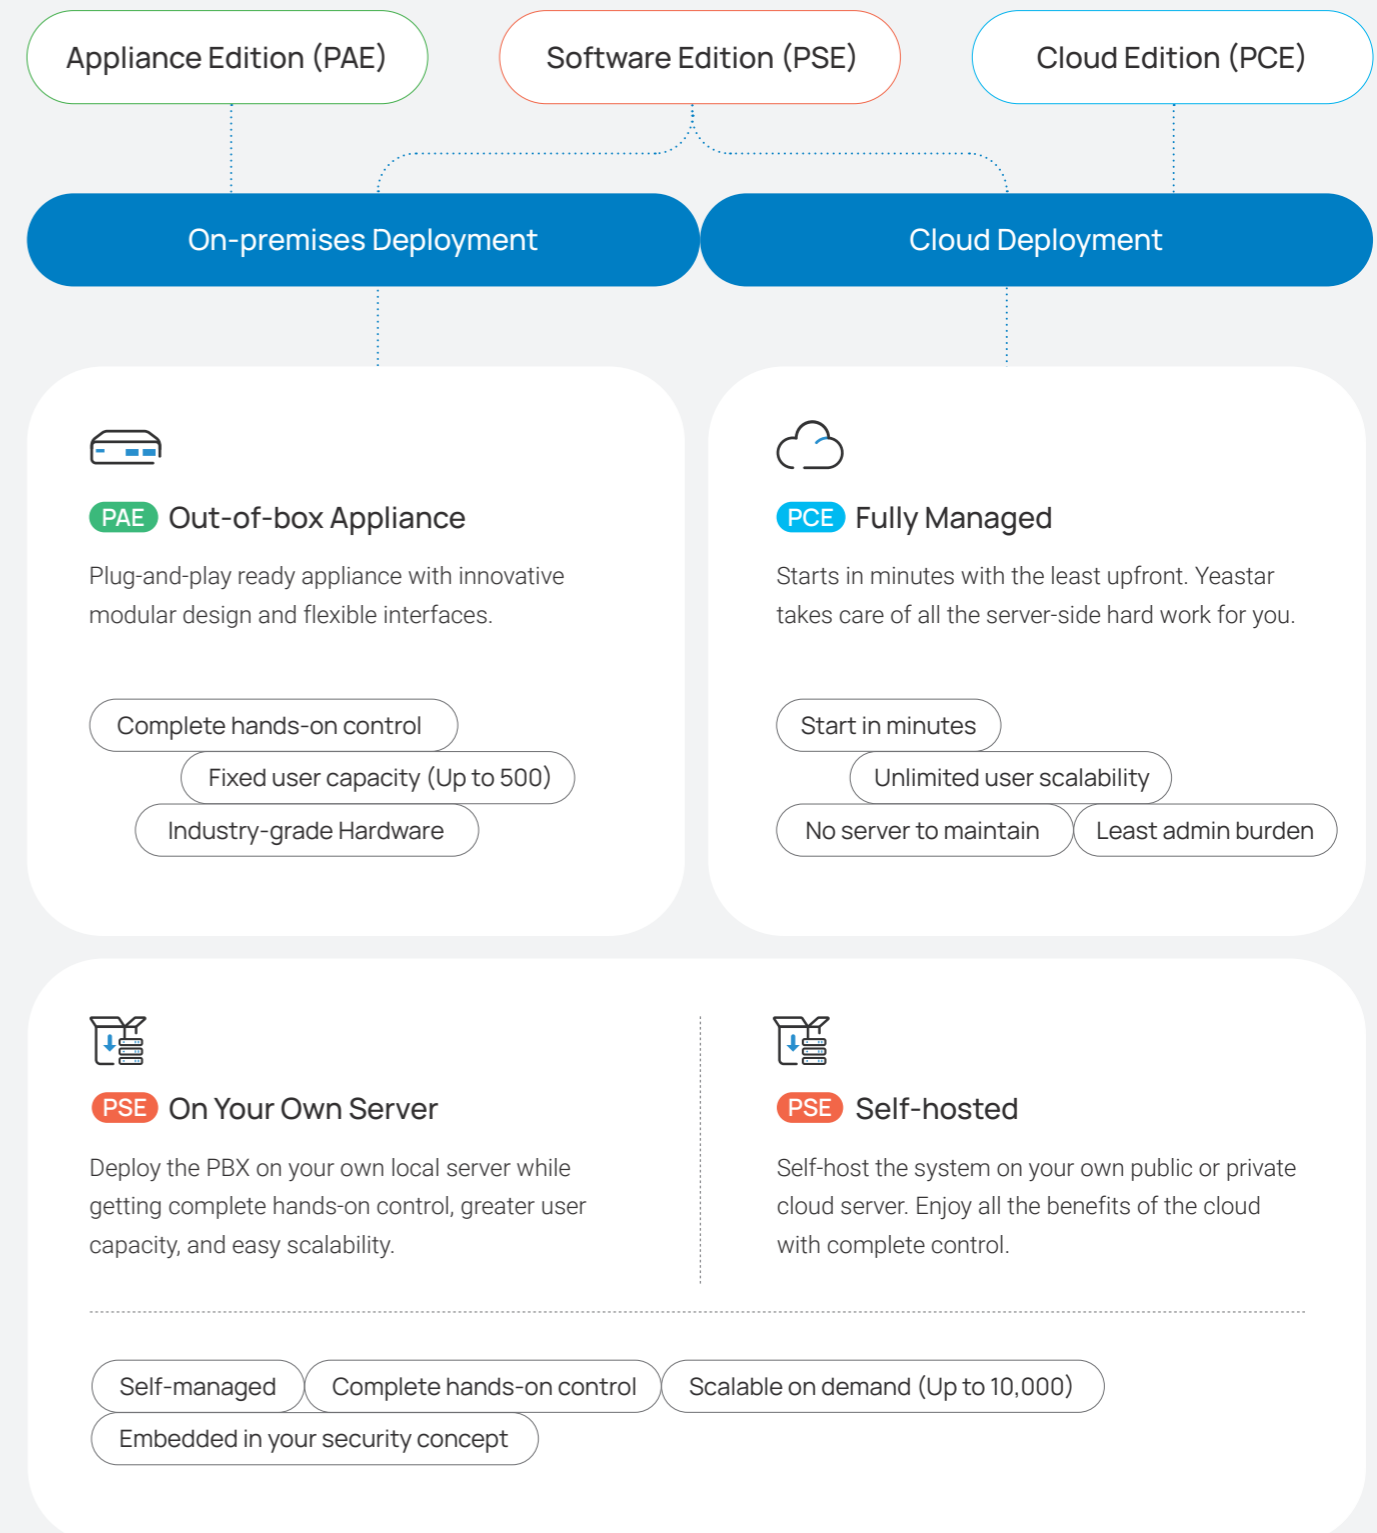 Appliance Edition (PAE)
Software Edition (PSE)
Cloud Edition (PCE)
On-premises Deployment
Cloud Deployment
PAE Out-of-box Appliance
Plug-and-play ready appliance with innovative
modular design and flexible interfaces.
Complete hands-on control
Fixed user capacity (Up to 500)
Industry-grade Hardware
PCE Fully Managed
Starts in minutes with the least upfront. Yeastar
takes care of all the server-side hard work for you.
Start in minutes
Unlimited user scalability
No server to maintain
Least admin burden
PSE On Your Own Server
Deploy the PBX on your own local server while
getting complete hands-on control, greater user
capacity, and easy scalability.
PSE Self-hosted
Self-host the system on your own public or private
cloud server. Enjoy all the benefits of the cloud
with complete control.
Self-managed
Complete hands-on control
Scalable on demand (Up to 10,000)
Embedded in your security concept